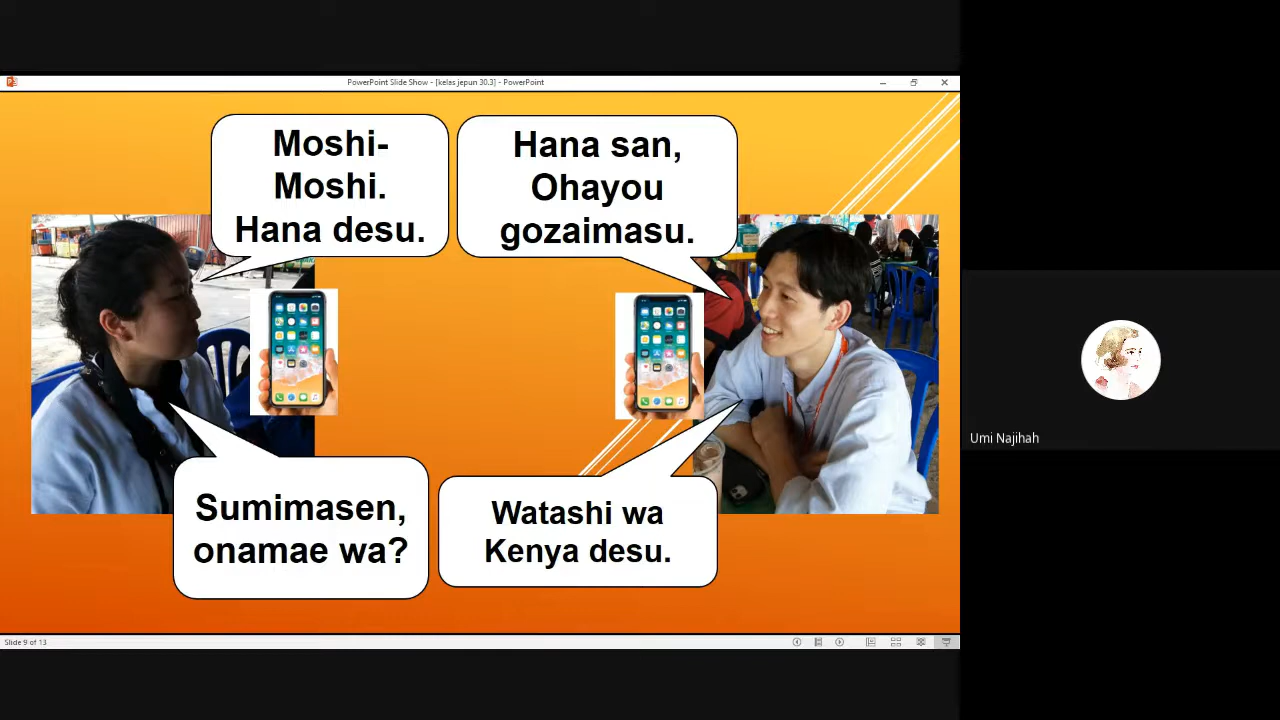 PowerPoint Slide Show - [kelas jepun 30.3] - PowerPoint
Moshi-
Moshi.
Hana desu.
Hana san,
Ohayou
gozaimasu.
Sumimasen,
onamae wa?
Watashi wa
Kenya desu.
Umi Najihah
Slide 9 of 13